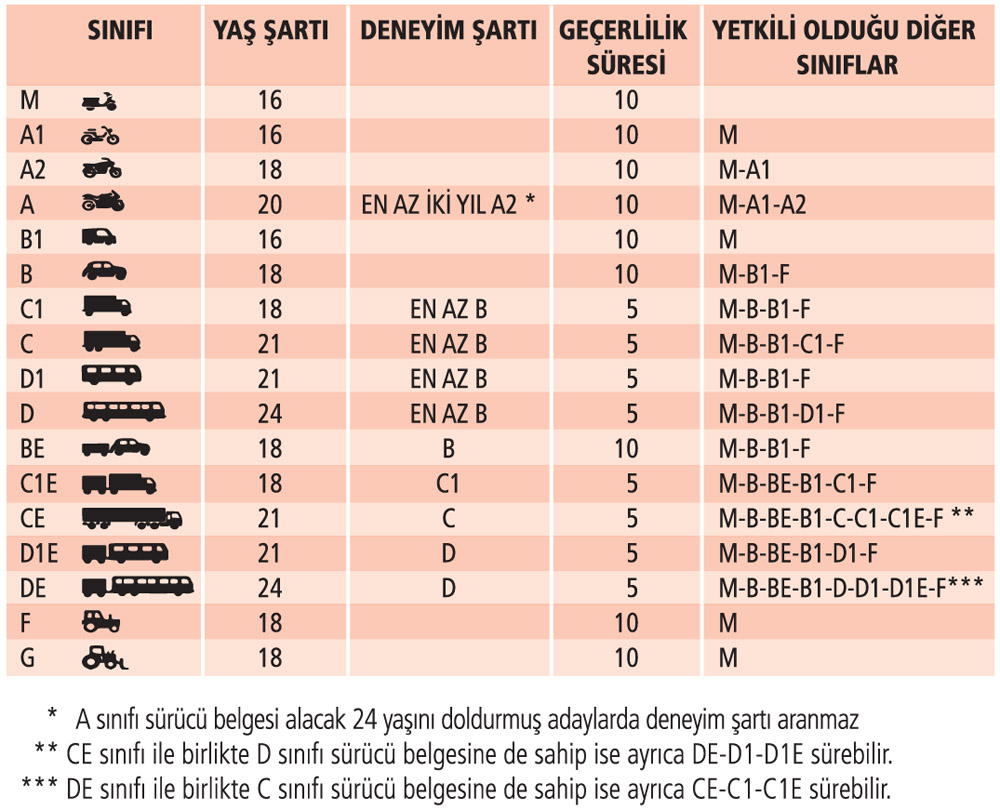 SINIFI YAŞ ŞARTI DENEYİM ŞARTI GEÇERLİLİK SÜRESİ YETKİLİ OLDUĞU DİĞER SINIFLAR
M 16 10
A1 16 10 M
A2 18 10 M-A1
A 20 EN AZ İKİ YIL A2 * 10 M-A1-A2
B1 16 10 M
B 18 10 M-B1-F
C1 18 EN AZ B 5 M-B-B1-F
C 21 EN AZ B 5 M-B-B1-C1-F
D1 21 EN AZ B 5 M-B-B1-F
D 24 EN AZ B 5 M-B-B1-D1-F
BE 18 B 10 M-B-B1-F
C1E 18 C1 5 M-B-BE-B1-C1-F
CE 21 C 5 M-B-BE-B1-C-C1-C1E-F **
D1E 21 D 5 M-B-BE-B1-D1-F
DE 24 D 5 M-B-BE-B1-D-D1-D1E-F***
F 18 10 M
G 18 10 M
* A sınıfı sürücü belgesi alacak 24 yaşını doldurmuş adaylarda deneyim şartı aranmaz
** CE sınıfı ile birlikte D sınıfı sürücü belgesine de sahip ise ayrıca DE-D1-D1E sürebilir.
*** DE sınıfı ile birlikte C sınıfı sürücü belgesine de sahip ise ayrıca CE-C1-C1E sürebilir.